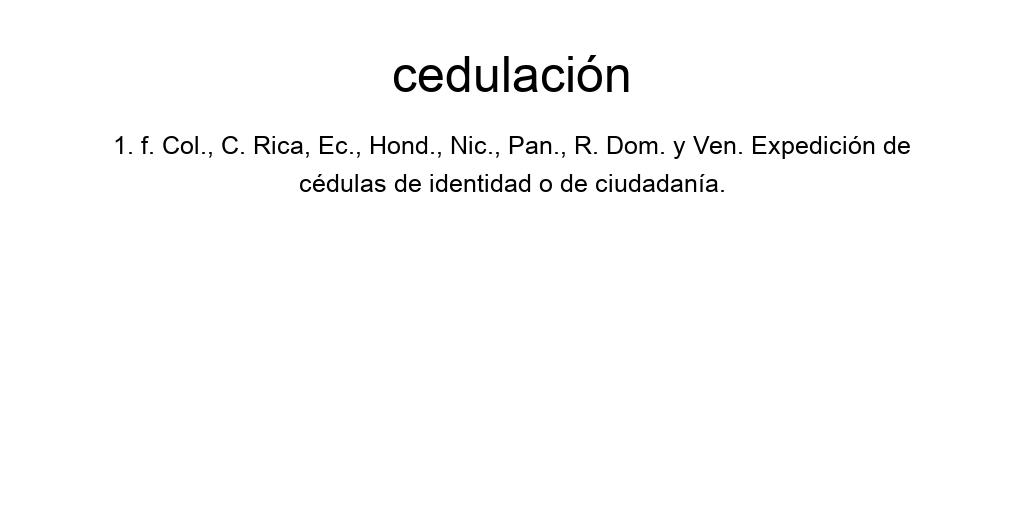 cedulación
1. f. Col., C. Rica, Ec., Hond., Nic., Pan., R. Dom. y Ven. Expedición de
cédulas de identidad o de ciudadanía.